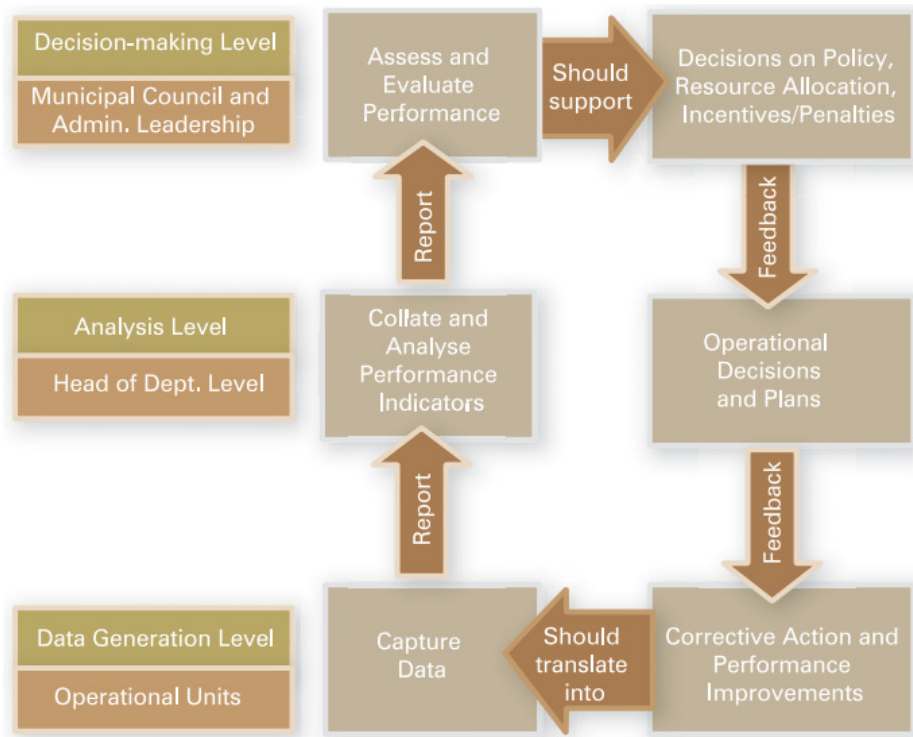 Decision-making Level
Municipal Council and
Admin. Leadership
Assess and
Evaluate
Performance
Should
support
Decisions on Policy,
Resource Allocation,
Incentives/Penalties
Report
Feedback
Analysis Level
Head of Dept. Level
Collate and
Analyse
Performance
Indicators
Operational
Decisions
and Plans
Report
Feedback
Data Generation Level
Operational Units
Capture
Data
Should
translate
into
Corrective Action and
Performance
Improvements